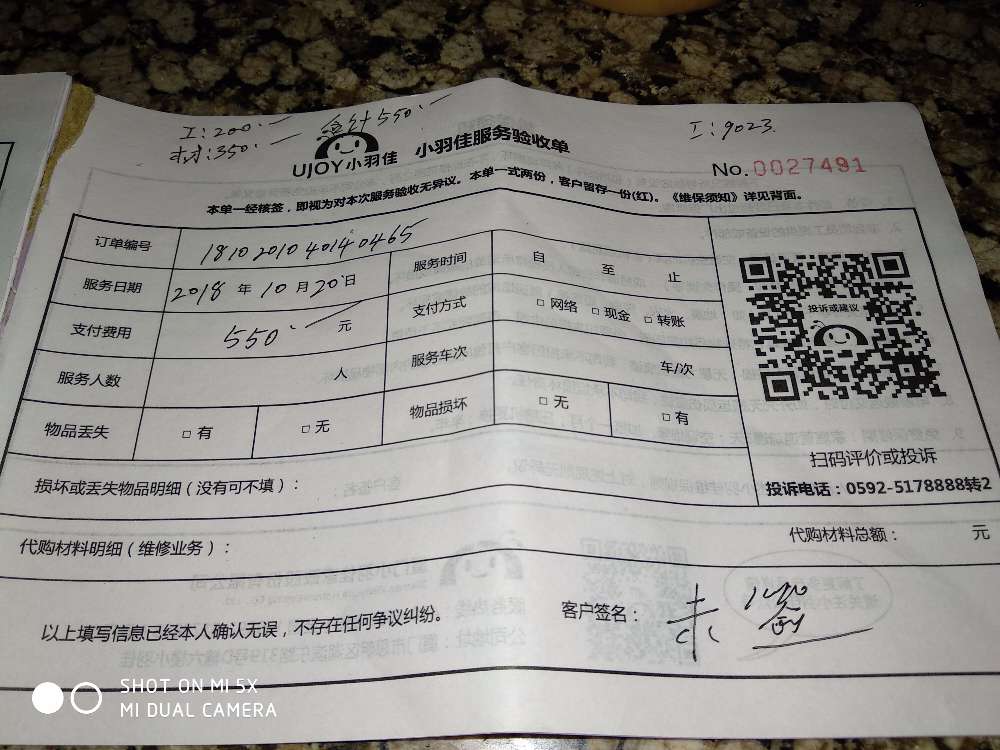 工:200.— 合计550.— 工:9023
材:350.—
UJOY小羽佳 小羽佳服务验收单
No.0027491
本单一经核签，即视为对本次服务验收无异议。本单一式两份，客户留存一份(红)。《维保须知》详见背面。
订单编号 181020104014 0465
服务日期 2018 年 10 月 20 日 服务时间 自 至 止
支付费用 550.— 元 支付方式 □ 网络 □ 现金 □ 转账
服务人数 人 服务车次 车/次
物品丢失 □ 有 □ 无 物品损坏 □ 无 □ 有
投诉或建议
扫码评价或投诉
投诉电话：0592-5178888转2
损坏或丢失物品明细（没有可不填）：
代购材料明细（维修业务）： 代购材料总额： 元
以上填写信息已经本人确认无误，不存在任何争议纠纷。 客户签名：
SHOT ON MI 5X
MI DUAL CAMERA